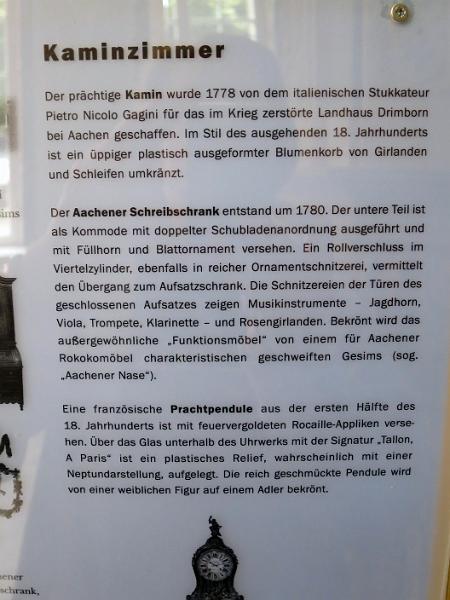 Kaminzimmer
Der prächtige Kamin wurde 1778 von dem italienischen Stukkateur
Pietro Nicolo Gagini für das im Krieg zerstörte Landhaus Drimborn
bei Aachen geschaffen. Im Stil des ausgehenden 18. Jahrhunderts
ist ein üppiger plastisch ausgeformter Blumenkorb von Girlanden
und Schleifen umkränzt.
Der Aachener Schreibschrank entstand um 1780. Der untere Teil ist
als Kommode mit doppelter Schubladenanordnung ausgeführt und
mit Füllhorn und Blattornament versehen. Ein Rollverschluss im
Viertelzylinder, ebenfalls in reicher Ornamentschnitzerei, vermittelt
den Übergang zum Aufsatzschrank. Die Schnitzereien der Türen des
geschlossenen Aufsatzes zeigen Musikinstrumente – Jagdhorn,
Viola, Trompete, Klarinette – und Rosengirlanden. Bekrönt wird das
außergewöhnliche „Funktionsmöbel“ von einem für Aachener
Rokokomöbel charakteristischen geschweiften Gesims (sog.
„Aachener Nase“).
Eine französische Prachtpendule aus der ersten Hälfte des
18. Jahrhunderts ist mit feuervergoldeten Rocaille-Appliken verse-
hen. Über das Glas unterhalb des Uhrwerks mit der Signatur „Tallon,
A Paris“ ist ein plastisches Relief, wahrscheinlich mit einer
Neptundarstellung, aufgelegt. Die reich geschmückte Pendule wird
von einer weiblichen Figur auf einem Adler bekrönt.